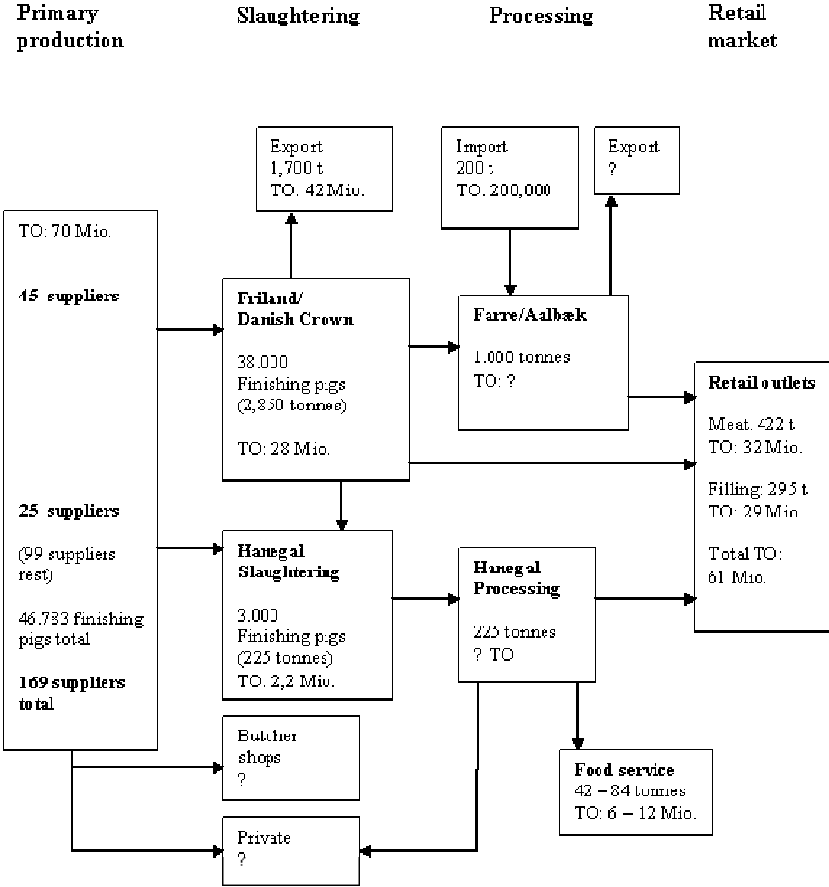 Primary
production
Slaughtering
Processing
Retail
market
Export
1,700 t
TO. 42 Miu.
Import
200 t
TO. 200,000
Export
?
TO: 70 Mio.
45 suppliers
25 suppliers
(99 suppliers
rest)
46.783 finishing
pigs total
169 suppliers
total
Friland/
Danish Crown
38.000
Finishing pigs
(2,850 tonnes)
TO: 28 Mio.
Farre/Aalbæk
1.000 tonnes
TO: ?
Retail outlets
Meat. 422 t
TO: 32 Mio.
Filling: 295 t
TO: 29 Mio
Total TO:
61 Mio.
Hanegal
Slaughtering
3.000
Finishing pigs
(225 tonnes)
TO. 2,2 Miu.
Hanegal
Processing
225 tonnes
? TO
Butcher
shops
?
Private
?
Food service
42 – 84 tonnes
TO: 6 – 12 Mio.